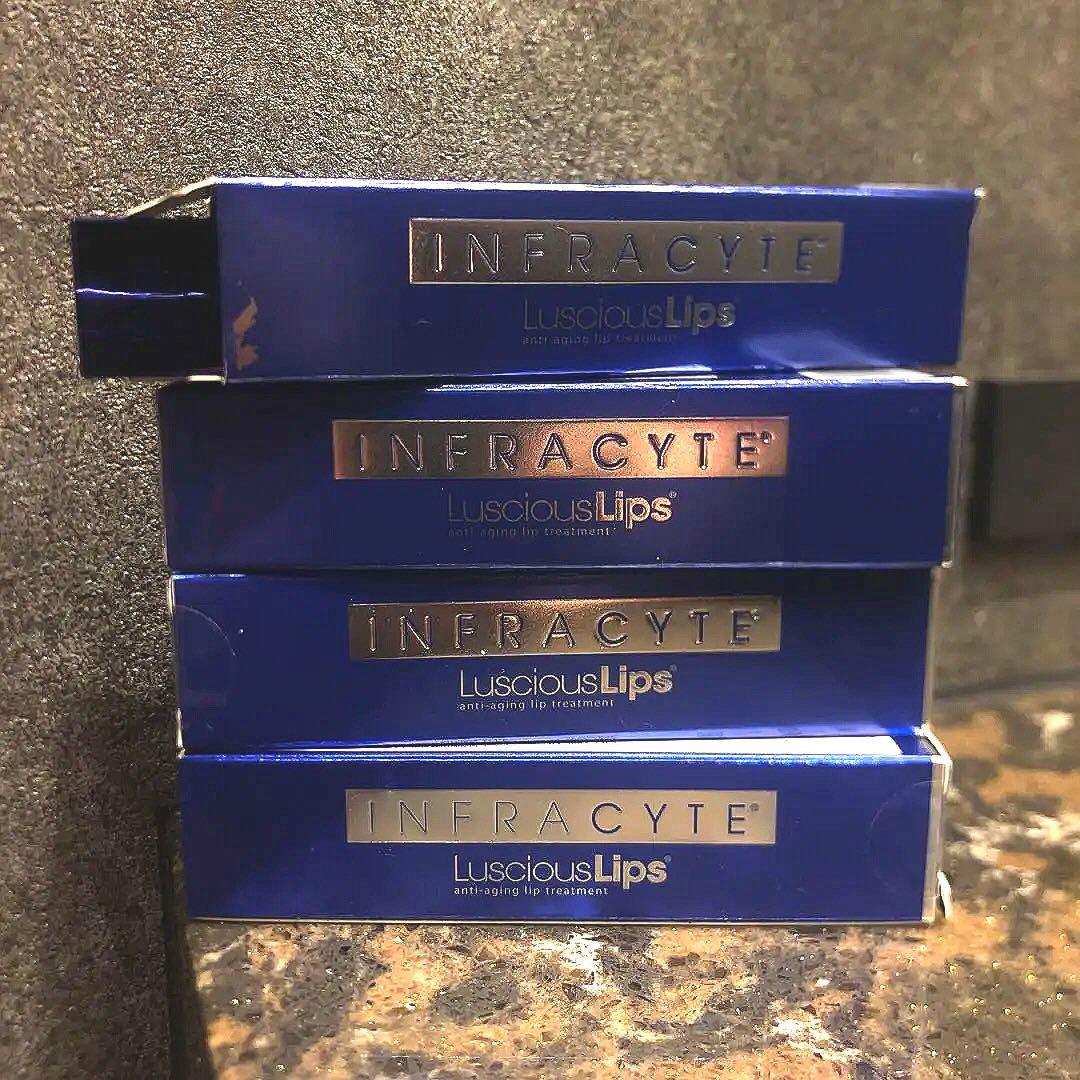 INFRACYTE™
LusciousLips
anti-aging lip treatment
INFRACYTE®
LusciousLips®
anti-aging lip treatment
INFRACYTE®
LusciousLips®
anti-aging lip treatment
INFRACYTE®
LusciousLips®
anti-aging lip treatment